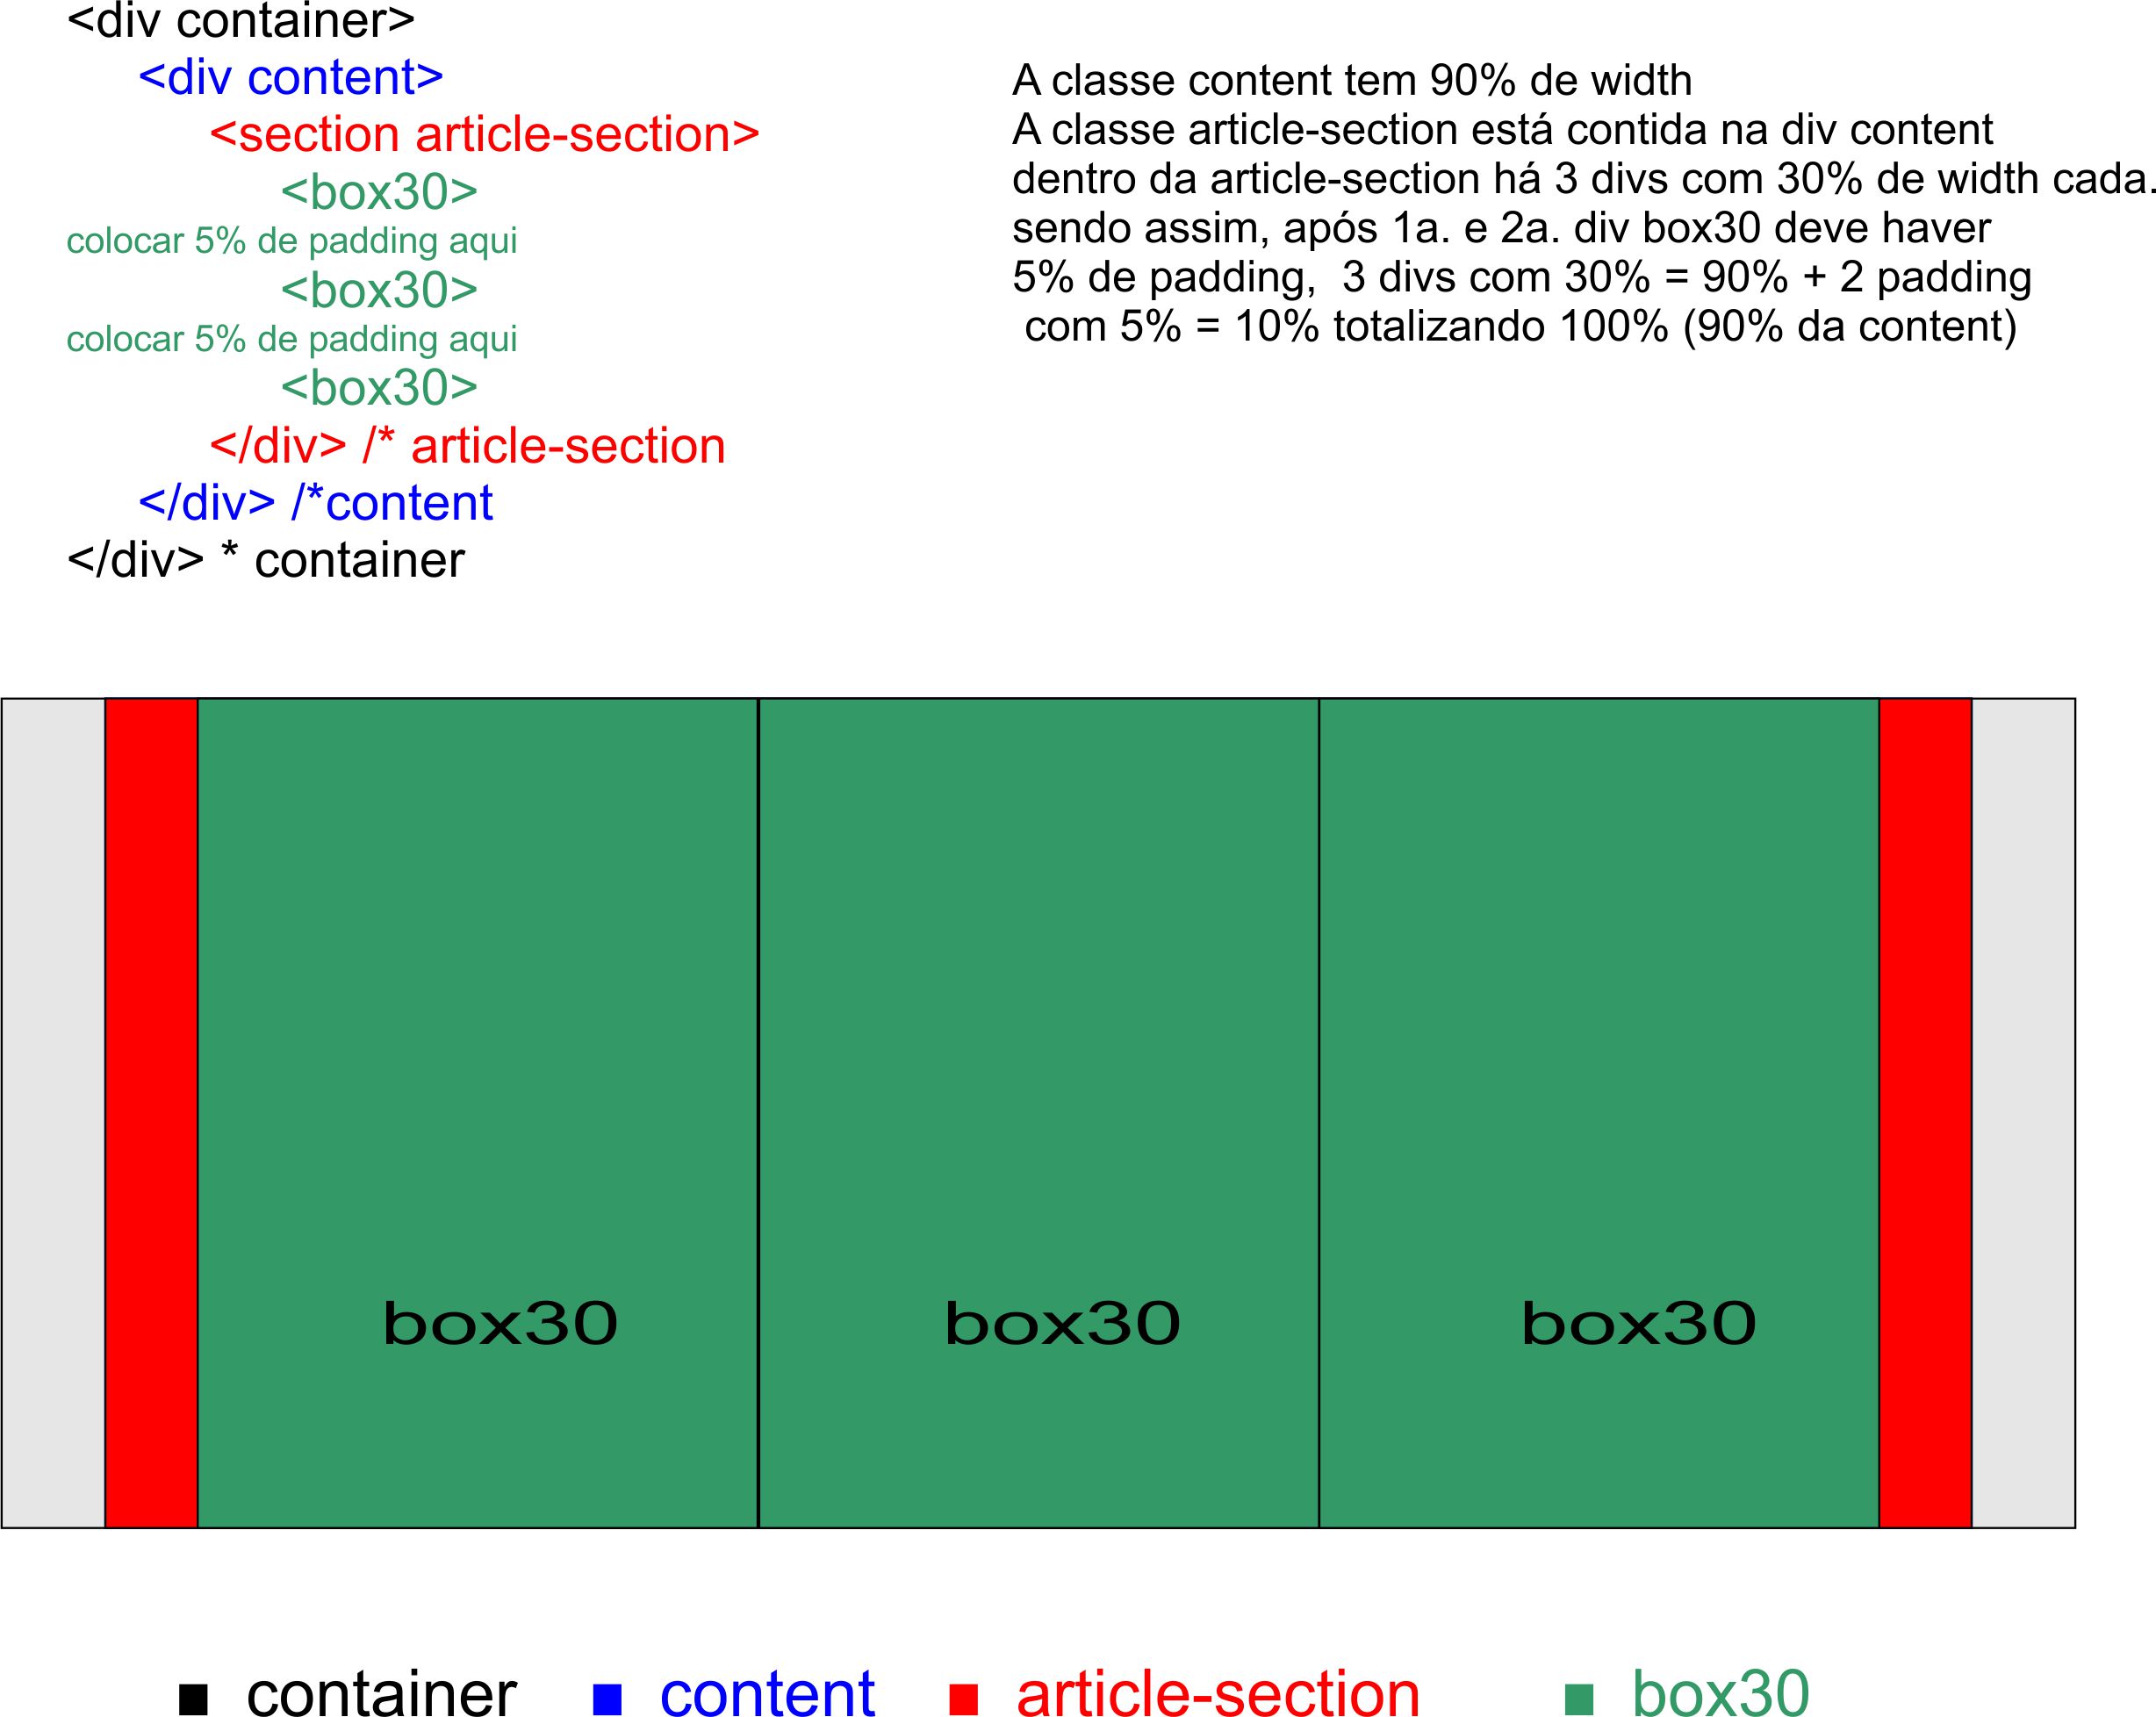 <div container>
<div content>
<section article-section>
<box30>
colocar 5% de padding aqui
<box30>
colocar 5% de padding aqui
<box30>
</div> /* article-section
</div> /*content
</div> * container
A classe content tem 90% de width
A classe article-section está contida na div content
dentro da article-section há 3 divs com 30% de width cada.
sendo assim, após 1a. e 2a. div box30 deve haver
5% de padding,  3 divs com 30% = 90% + 2 padding
com 5% = 10% totalizando 100% (90% da content)
box30
box30
box30
container
content
article-section
box30